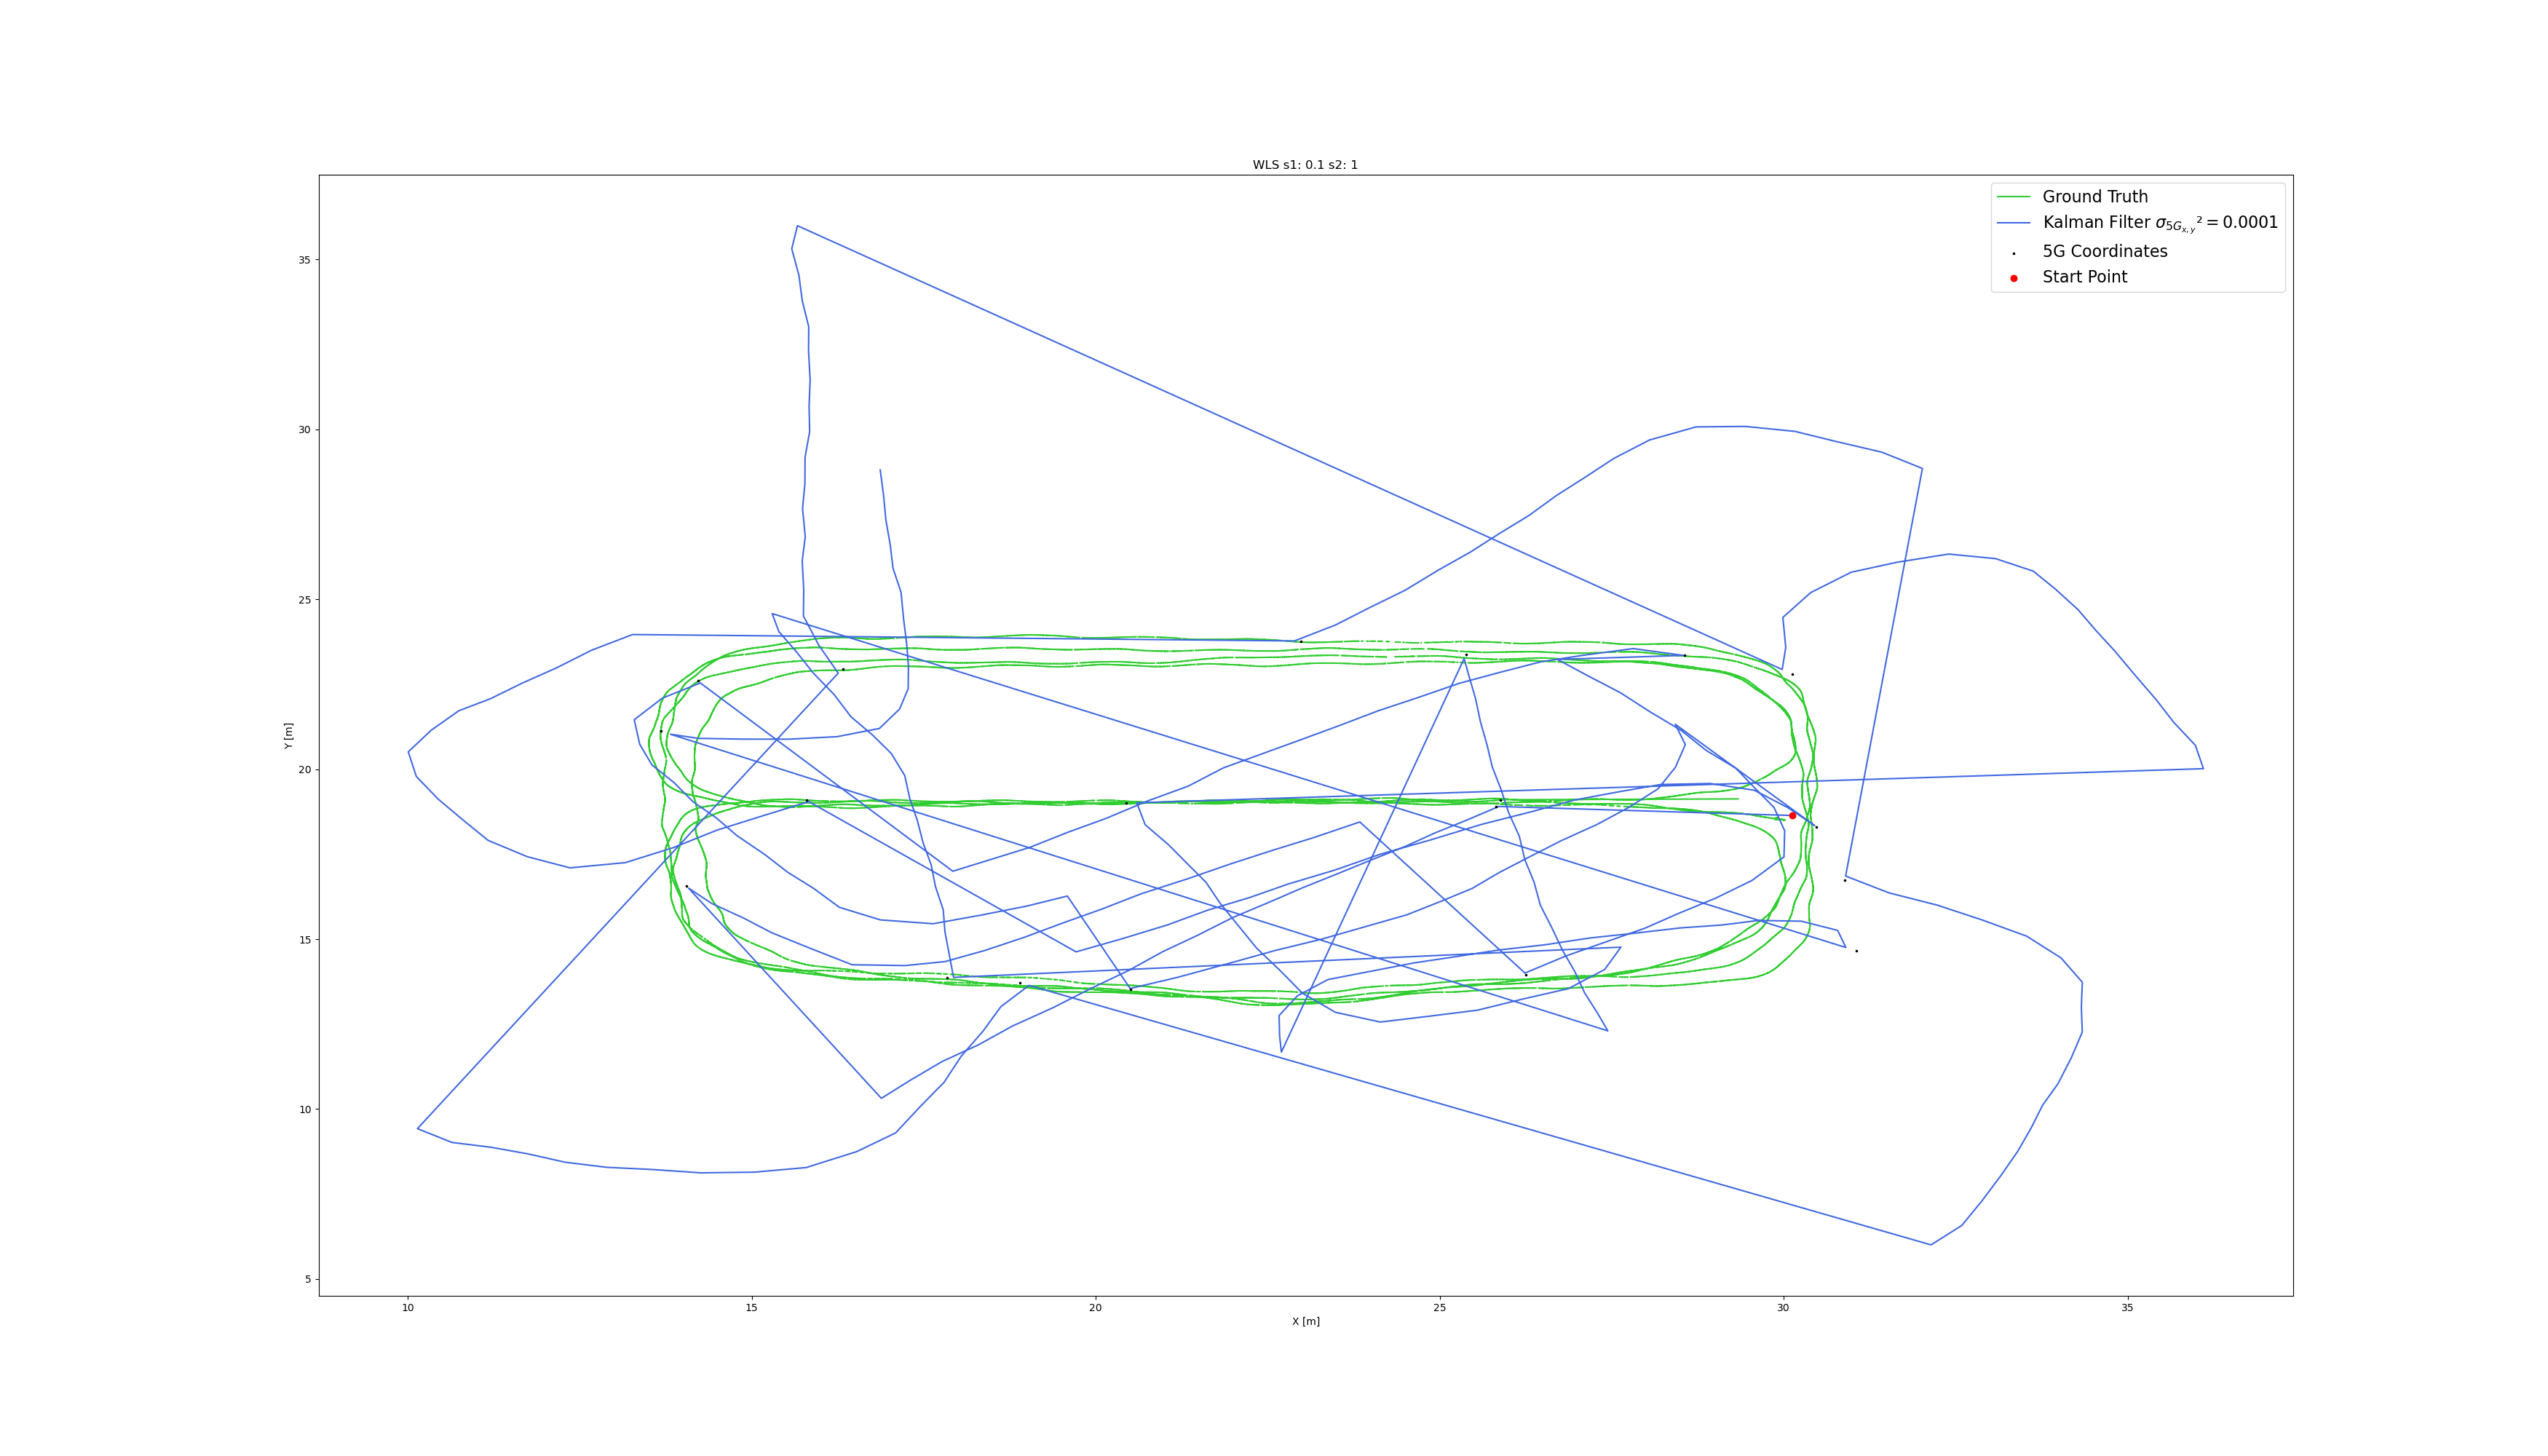 WLS s1: 0.1 s2: 1
Ground Truth
Kalman Filter σ5Gx,y² = 0.0001
5G Coordinates
Start Point
35
30
25
20
15
10
5
Y [m]
10 15 20 25 30 35
X [m]